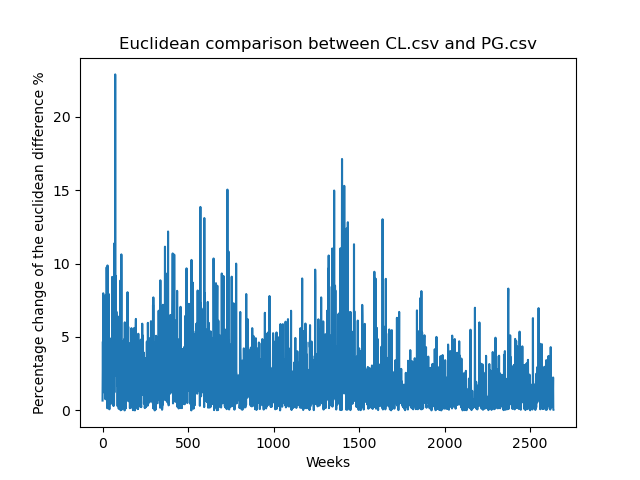 Euclidean comparison between CL.csv and PG.csv
Percentage change of the euclidean difference %
20
15
10
5
0
0 500 1000 1500 2000 2500
Weeks